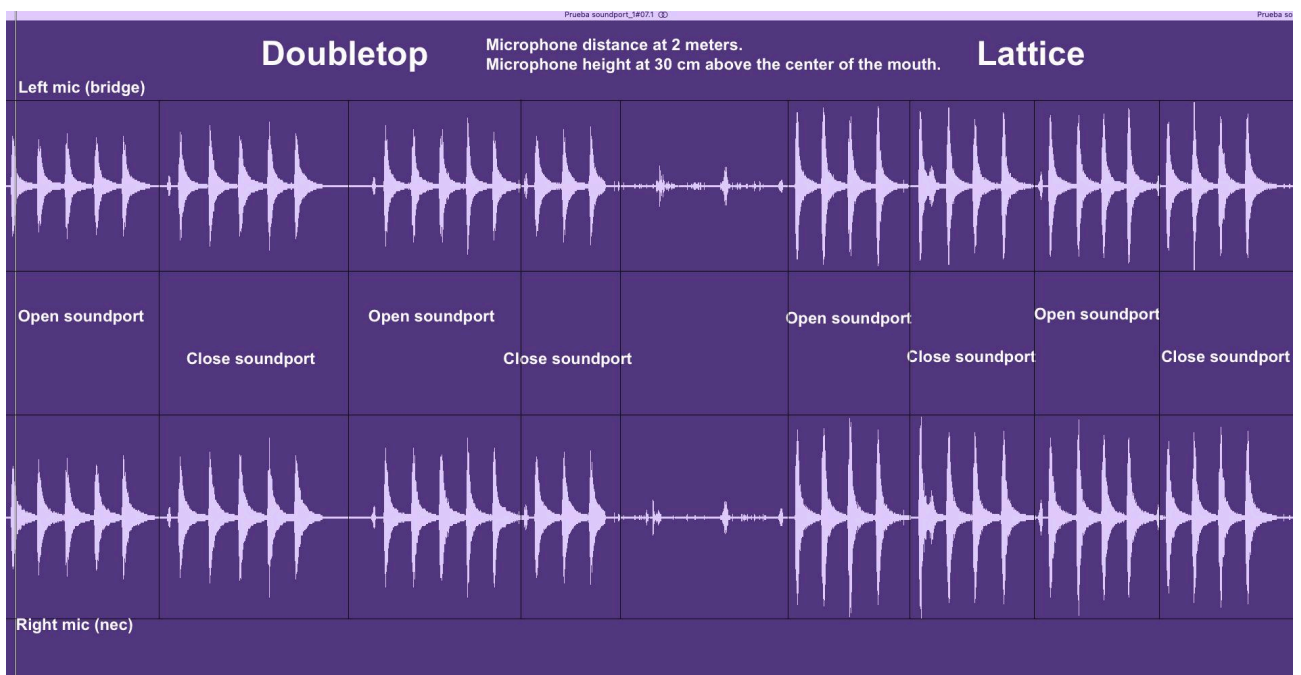 Prueba soundport_1#07.1
Prueba so
Doubletop
Microphone distance at 2 meters.
Microphone height at 30 cm above the center of the mouth.
Lattice
Left mic (bridge)
Open soundport
Close soundport
Open soundport
Close soundport
Open soundport
Close soundport
Open soundport
Close soundport
Right mic (nec)